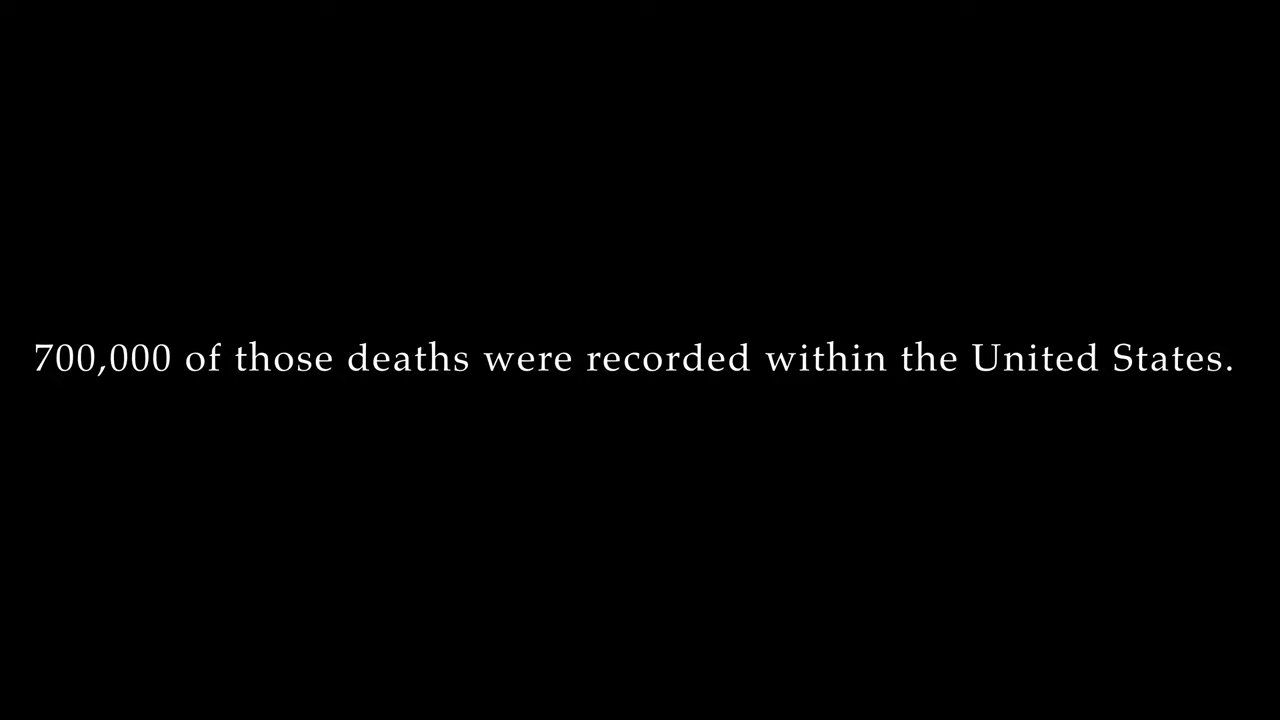 700,000 of those deaths were recorded within the United States.